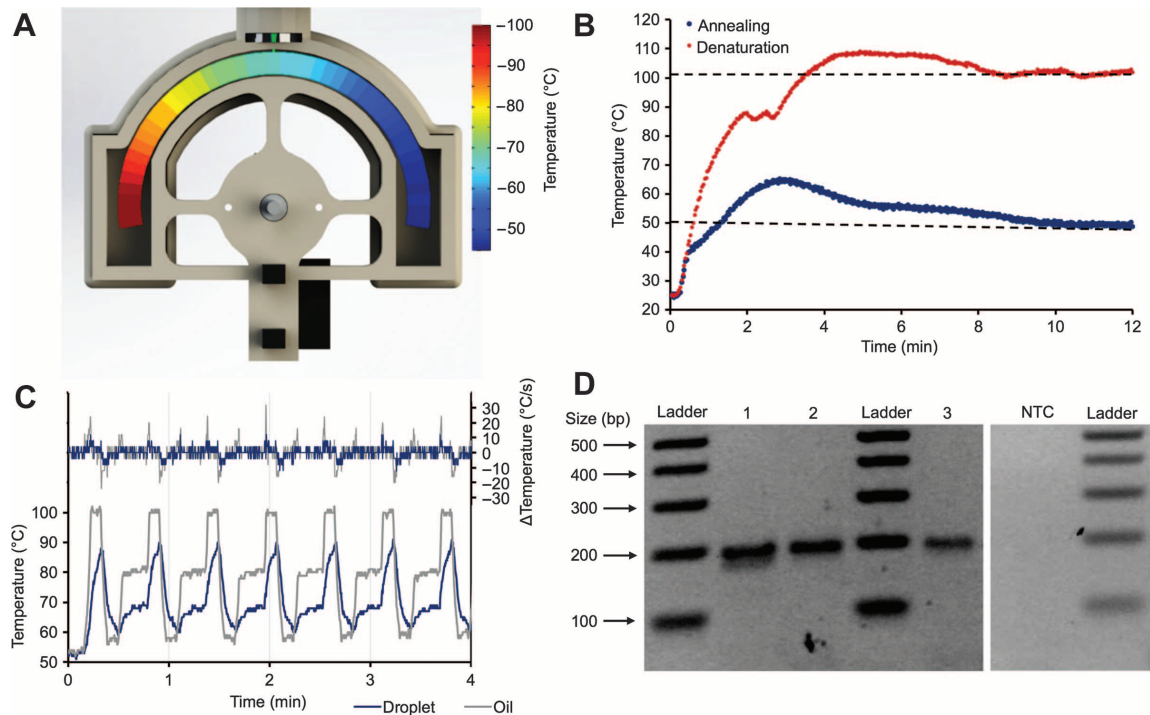 A
–100
–90
–80
–70
–60
–50
Temperature (°C)
B
Annealing
Denaturation
120
110
100
90
80
70
60
50
40
30
20
Temperature (°C)
0 2 4 6 8 10 12
Time (min)
C
30
20
10
0
–10
–20
–30
ΔTemperature (°C/s)
100
90
80
70
60
50
Temperature (°C)
0 1 2 3 4
Time (min)
Droplet Oil
D
Size (bp) Ladder 1 2 Ladder 3 NTC Ladder
500
400
300
200
100